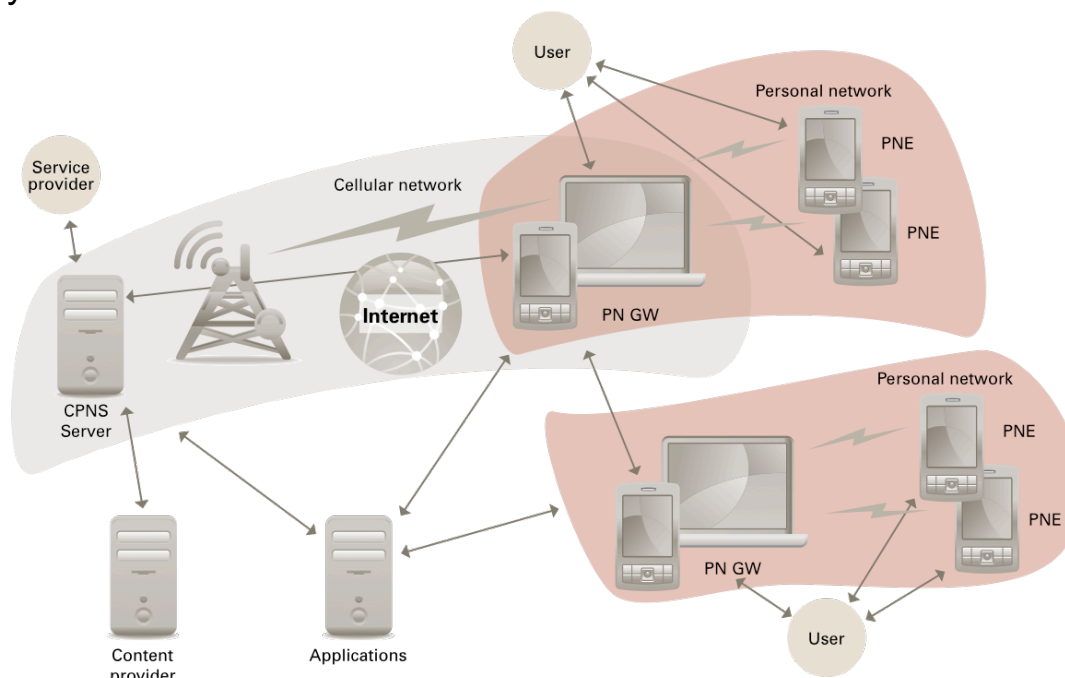 User
Personal network
PNE
Service
provider
Cellular network
PNE
Internet
PN GW
CPNS
Server
Personal network
PNE
PNE
PN GW
User
Content
provider
Applications